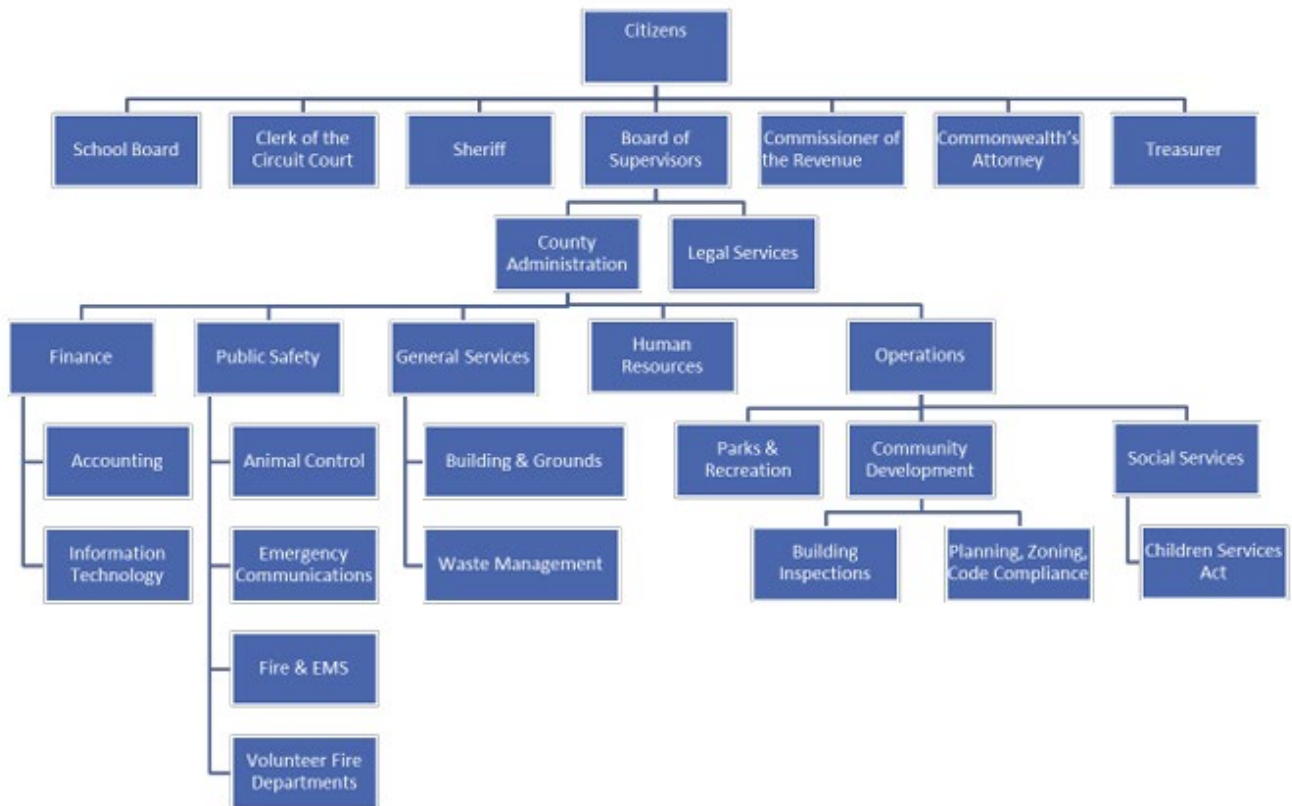 Citizens
School Board
Clerk of the
Circuit Court
Sheriff
Board of
Supervisors
Commissioner of
the Revenue
Commonwealth's
Attorney
Treasurer
County
Administration
Legal Services
Finance
Public Safety
General Services
Human
Resources
Operations
Accounting
Animal Control
Building & Grounds
Parks &
Recreation
Community
Development
Social Services
Information
Technology
Emergency
Communications
Waste Management
Building
Inspections
Planning, Zoning,
Code Compliance
Children Services
Act
Fire & EMS
Volunteer Fire
Departments